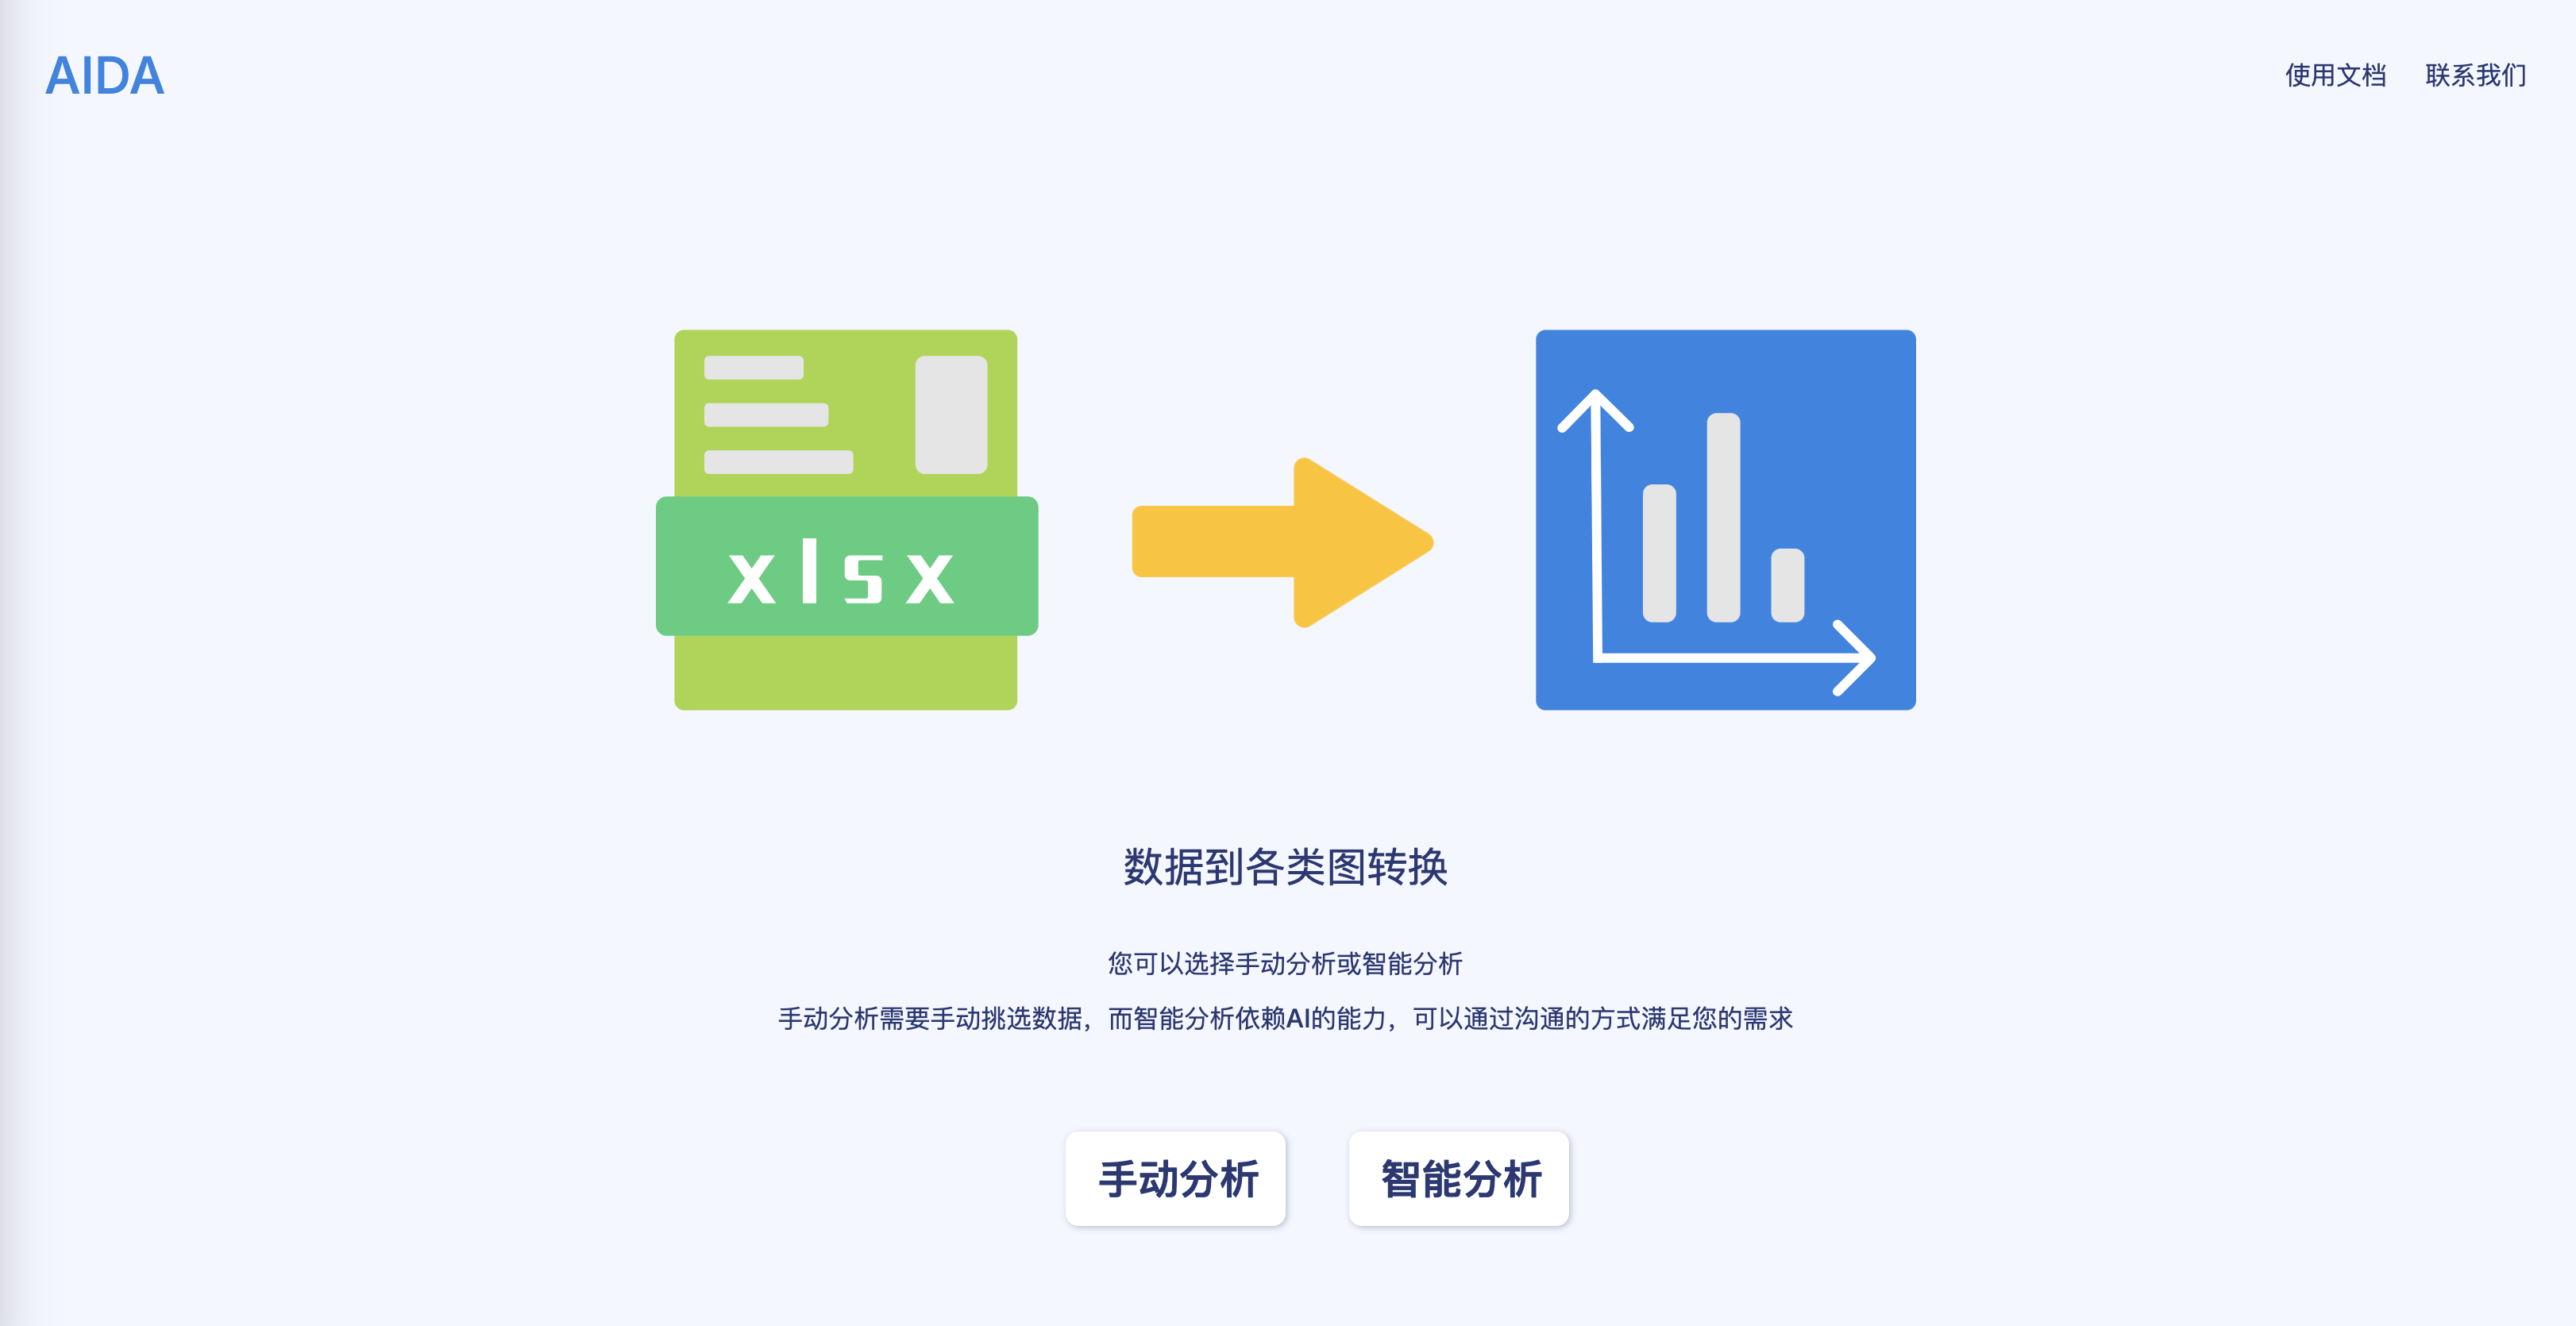 AIDA
使用文档 联系我们
xlsx
数据到各类图转换
您可以选择手动分析或智能分析
手动分析需要手动挑选数据，而智能分析依赖AI的能力，可以通过沟通的方式满足您的需求
手动分析 智能分析